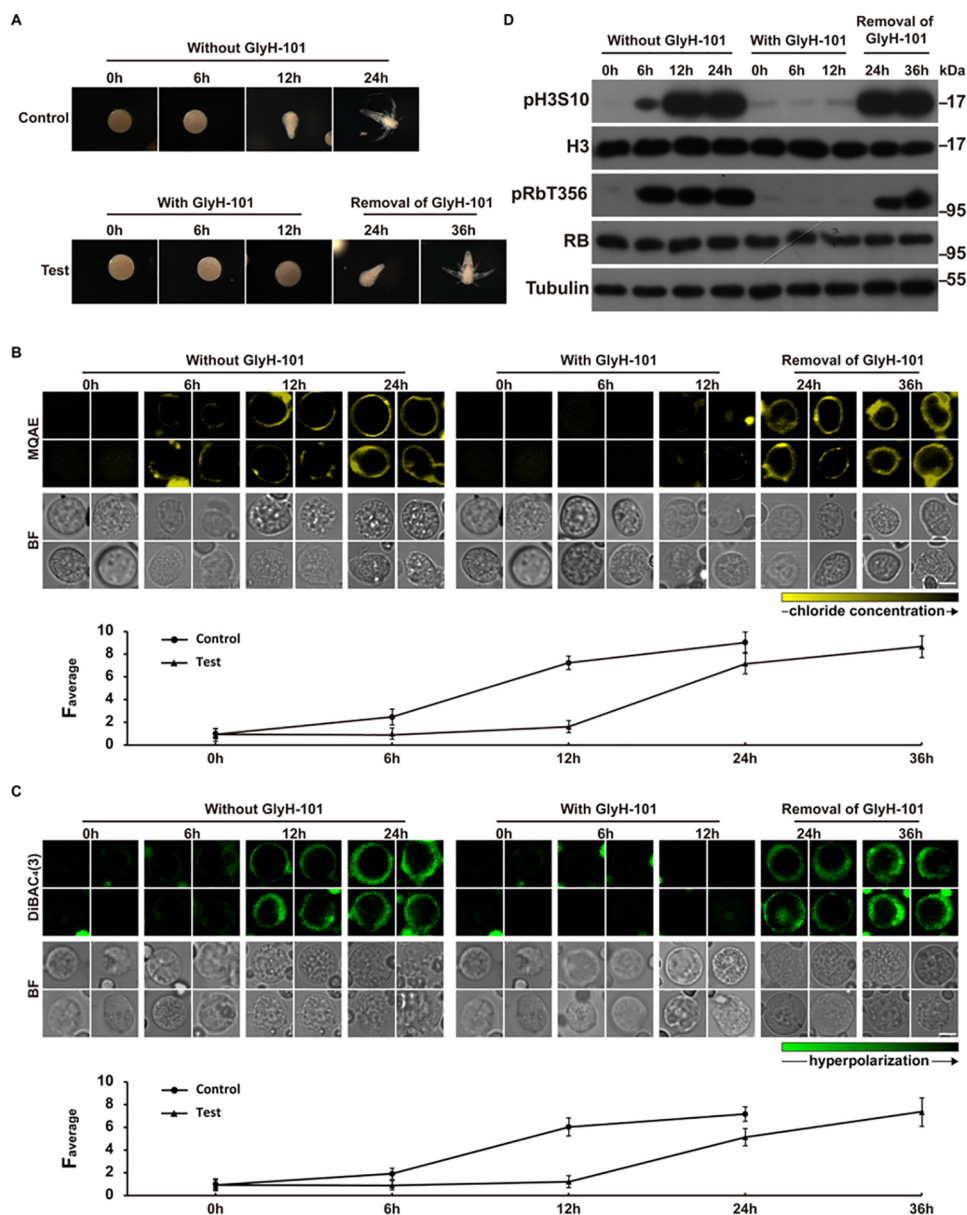 A
Without GlyH-101
0h 6h 12h 24h
Control
With GlyH-101 Removal of GlyH-101
0h 6h 12h 24h 36h
Test
D
Without GlyH-101 With GlyH-101 Removal of GlyH-101
0h 6h 12h 24h 0h 6h 12h 24h 36h kDa
pH3S10 –17
H3 –17
pRbT356 –95
RB –95
Tubulin –55
B
Without GlyH-101 With GlyH-101 Removal of GlyH-101
0h 6h 12h 24h 0h 6h 12h 24h 36h
MQAE
BF
chloride concentration
10
8
6
4
2
0
Faverage
Control
Test
0h 6h 12h 24h 36h
C
Without GlyH-101 With GlyH-101 Removal of GlyH-101
0h 6h 12h 24h 0h 6h 12h 24h 36h
DiBAC4(3)
BF
hyperpolarization
10
8
6
4
2
0
Faverage
Control
Test
0h 6h 12h 24h 36h